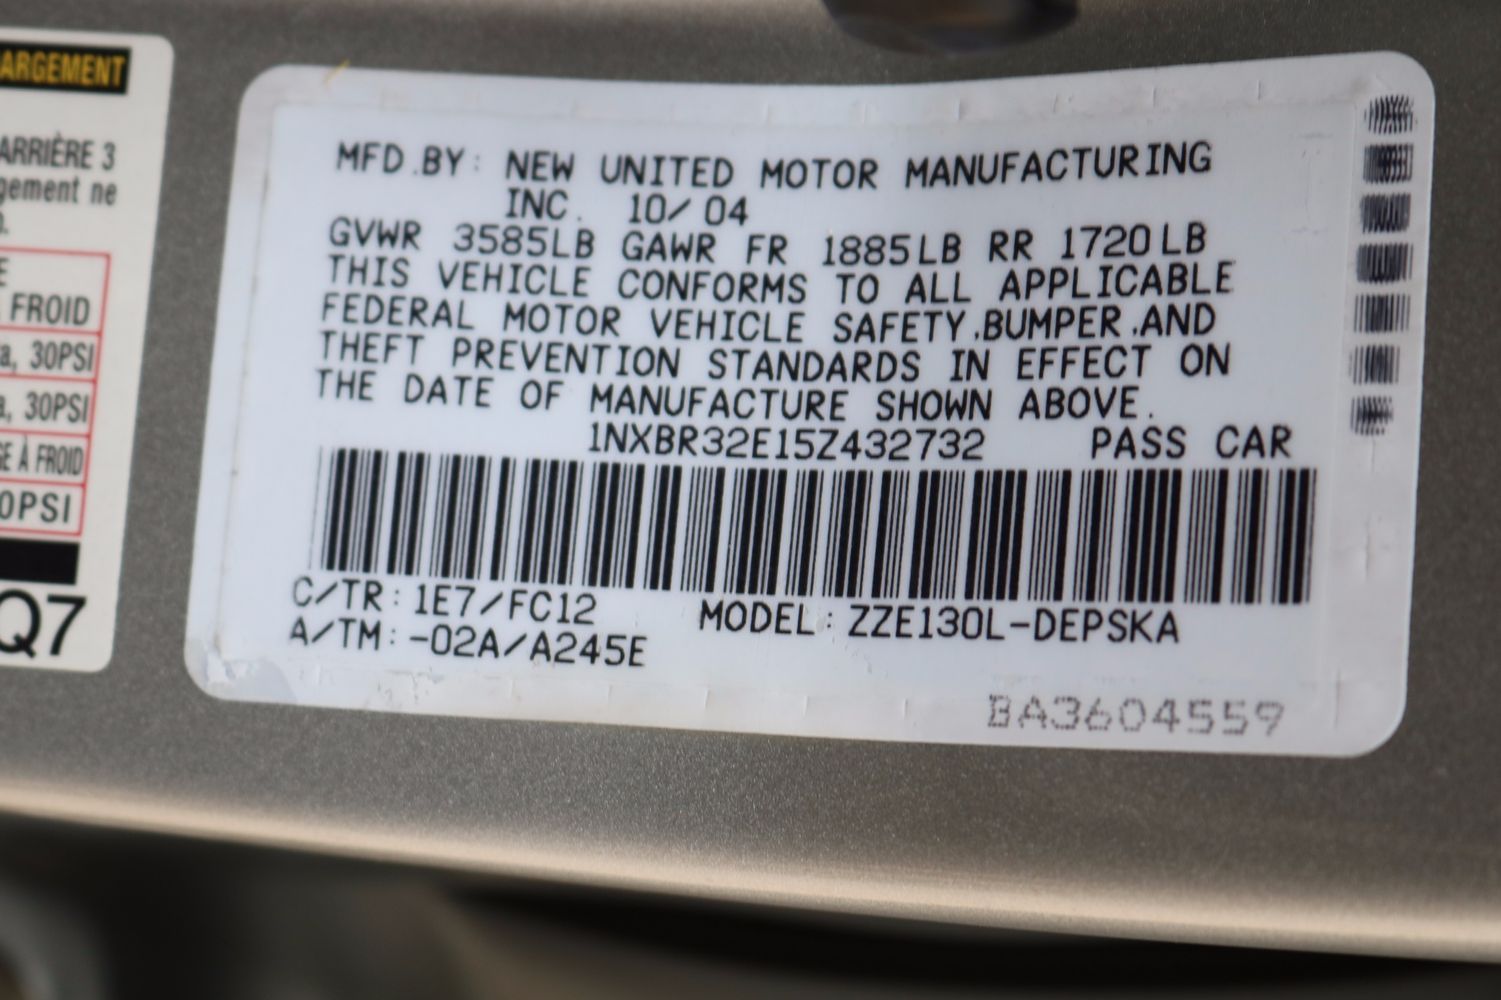 ARGEMENT
ARRIÈRE 3
gement ne
FROID
30PSI
30PSI
À FROID
0PSI
Q7
MFD.BY: NEW UNITED MOTOR MANUFACTURING
INC. 10/04
GVWR 3585LB GAWR FR 1885LB RR 1720LB
THIS VEHICLE CONFORMS TO ALL APPLICABLE
FEDERAL MOTOR VEHICLE SAFETY,BUMPER,AND
THEFT PREVENTION STANDARDS IN EFFECT ON
THE DATE OF MANUFACTURE SHOWN ABOVE.
1NXBR32E15Z432732 PASS CAR
C/TR: 1E7/FC12 MODEL: ZZE130L-DEPSKA
A/TM: -02A/A245E
BA3604559